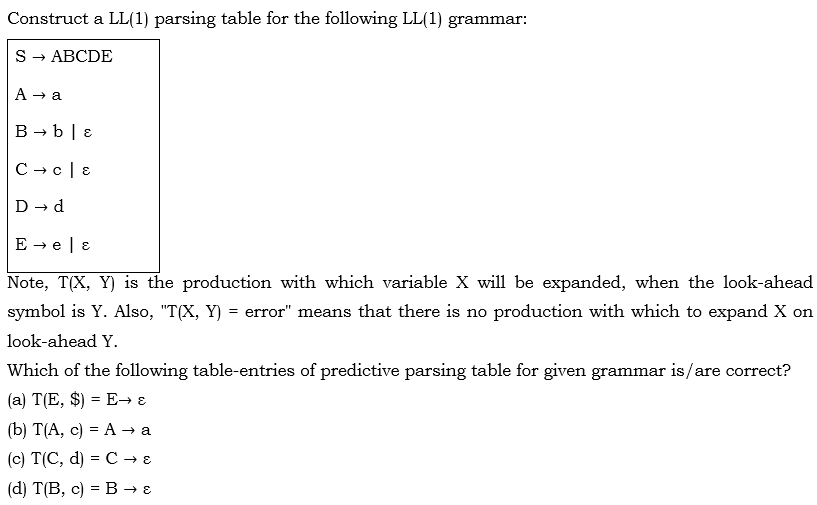 Construct a LL(1) parsing table for the following LL(1) grammar:
S → ABCDE
A → a
B → b | ε
C → c | ε
D → d
E → e | ε
Note, T(X, Y) is the production with which variable X will be expanded, when the look-ahead
symbol is Y. Also, "T(X, Y) = error" means that there is no production with which to expand X on
look-ahead Y.
Which of the following table-entries of predictive parsing table for given grammar is/are correct?
(a) T(E, $) = E→ ε
(b) T(A, c) = A → a
(c) T(C, d) = C → ε
(d) T(B, c) = B → ε